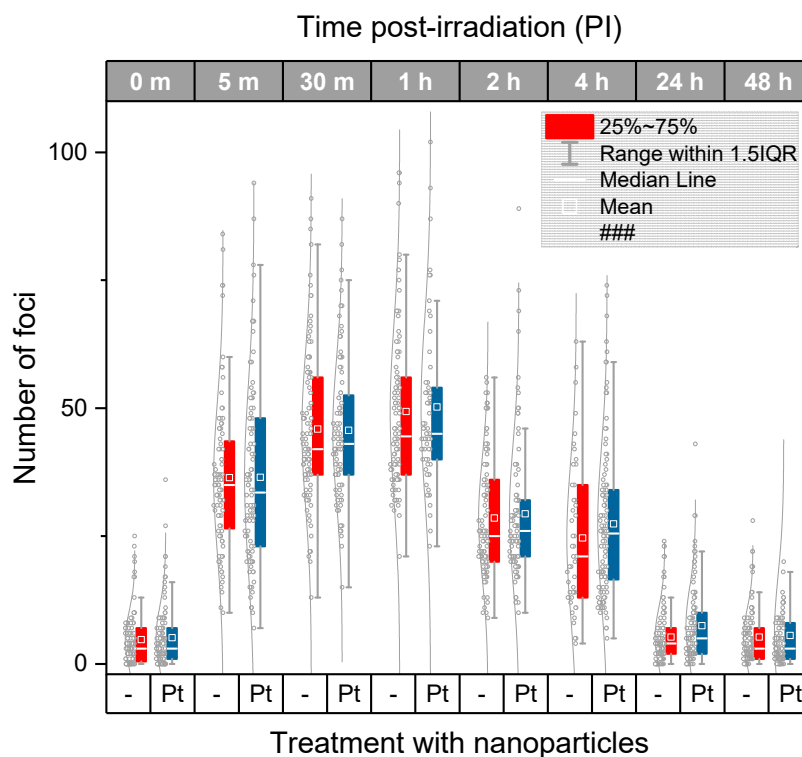 Time post-irradiation (PI)
0 m 5 m 30 m 1 h 2 h 4 h 24 h 48 h
25%~75%
Range within 1.5IQR
Median Line
Mean
###
100
50
0
Number of foci
- Pt - Pt - Pt - Pt - Pt - Pt - Pt - Pt
Treatment with nanoparticles